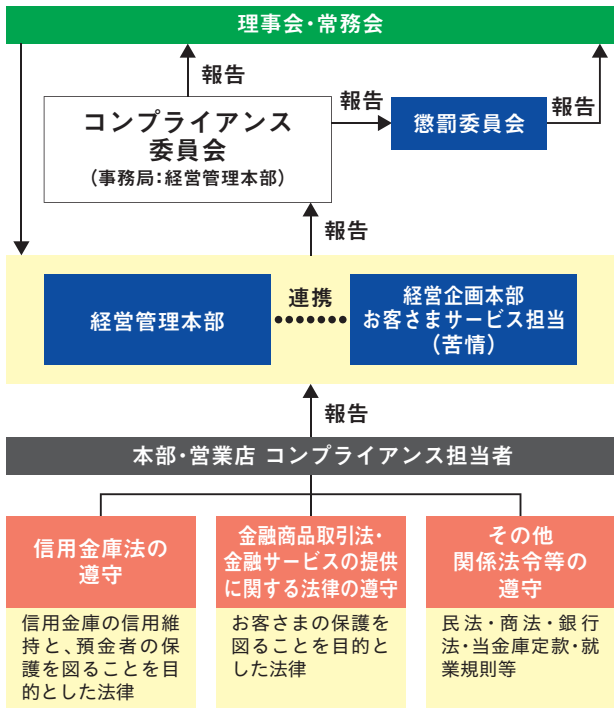 理事会・常務会
報告
報告
報告
コンプライアンス
委員会
(事務局:経営管理本部)
懲罰委員会
報告
経営管理本部
連携
経営企画本部
お客さまサービス担当
(苦情)
報告
本部・営業店 コンプライアンス担当者
信用金庫法の
遵守
信用金庫の信用維
持と、預金者の保
護を図ることを目
的とした法律
金融商品取引法・
金融サービスの提供
に関する法律の遵守
お客さまの保護を
図ることを目的と
した法律
その他
関係法令等の
遵守
民法・商法・銀行
法・当金庫定款・就
業規則等